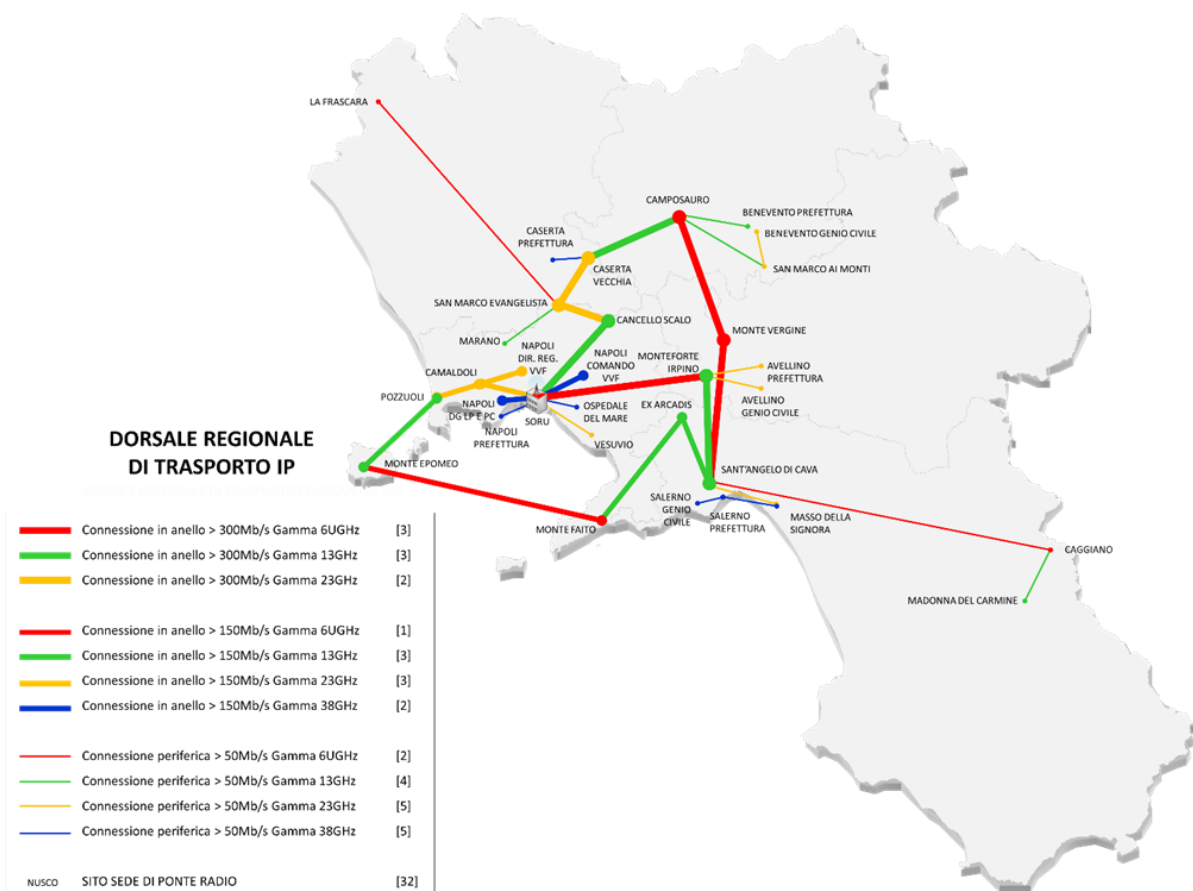 LA FRASCARA
CAMPOSAURO
BENEVENTO PREFETTURA
BENEVENTO GENIO CIVILE
CASERTA
PREFETTURA
CASERTA
VECCHIA
SAN MARCO AI MONTI
SAN MARCO EVANGELISTA
CANCELLO SCALO
MONTE VERGINE
MARANO
NAPOLI
DIR. REG.
VVF
NAPOLI
COMANDO
VVF
MONTEFORTE
IRPINO
AVELLINO
PREFETTURA
CAMALDOLI
POZZUOLI
NAPOLI
DG LP E PC
NAPOLI
PREFETTURA
SORU
OSPEDALE
DEL MARE
EX ARCADIS
AVELLINO
GENIO CIVILE
VESUVIO
DORSALE REGIONALE
DI TRASPORTO IP
MONTE EPOMEO
SANT'ANGELO DI CAVA
SALERNO
GENIO
CIVILE
SALERNO
PREFETTURA
MASSO DELLA
SIGNORA
MONTE FAITO
CAGGIANO
MADONNA DEL CARMINE
Connessione in anello > 300Mb/s Gamma 6UGHz [3]
Connessione in anello > 300Mb/s Gamma 13GHz [3]
Connessione in anello > 300Mb/s Gamma 23GHz [2]
Connessione in anello > 150Mb/s Gamma 6UGHz [1]
Connessione in anello > 150Mb/s Gamma 13GHz [3]
Connessione in anello > 150Mb/s Gamma 23GHz [3]
Connessione in anello > 150Mb/s Gamma 38GHz [2]
Connessione periferica > 50Mb/s Gamma 6UGHz [2]
Connessione periferica > 50Mb/s Gamma 13GHz [4]
Connessione periferica > 50Mb/s Gamma 23GHz [5]
Connessione periferica > 50Mb/s Gamma 38GHz [5]
NUSCO SITO SEDE DI PONTE RADIO [32]